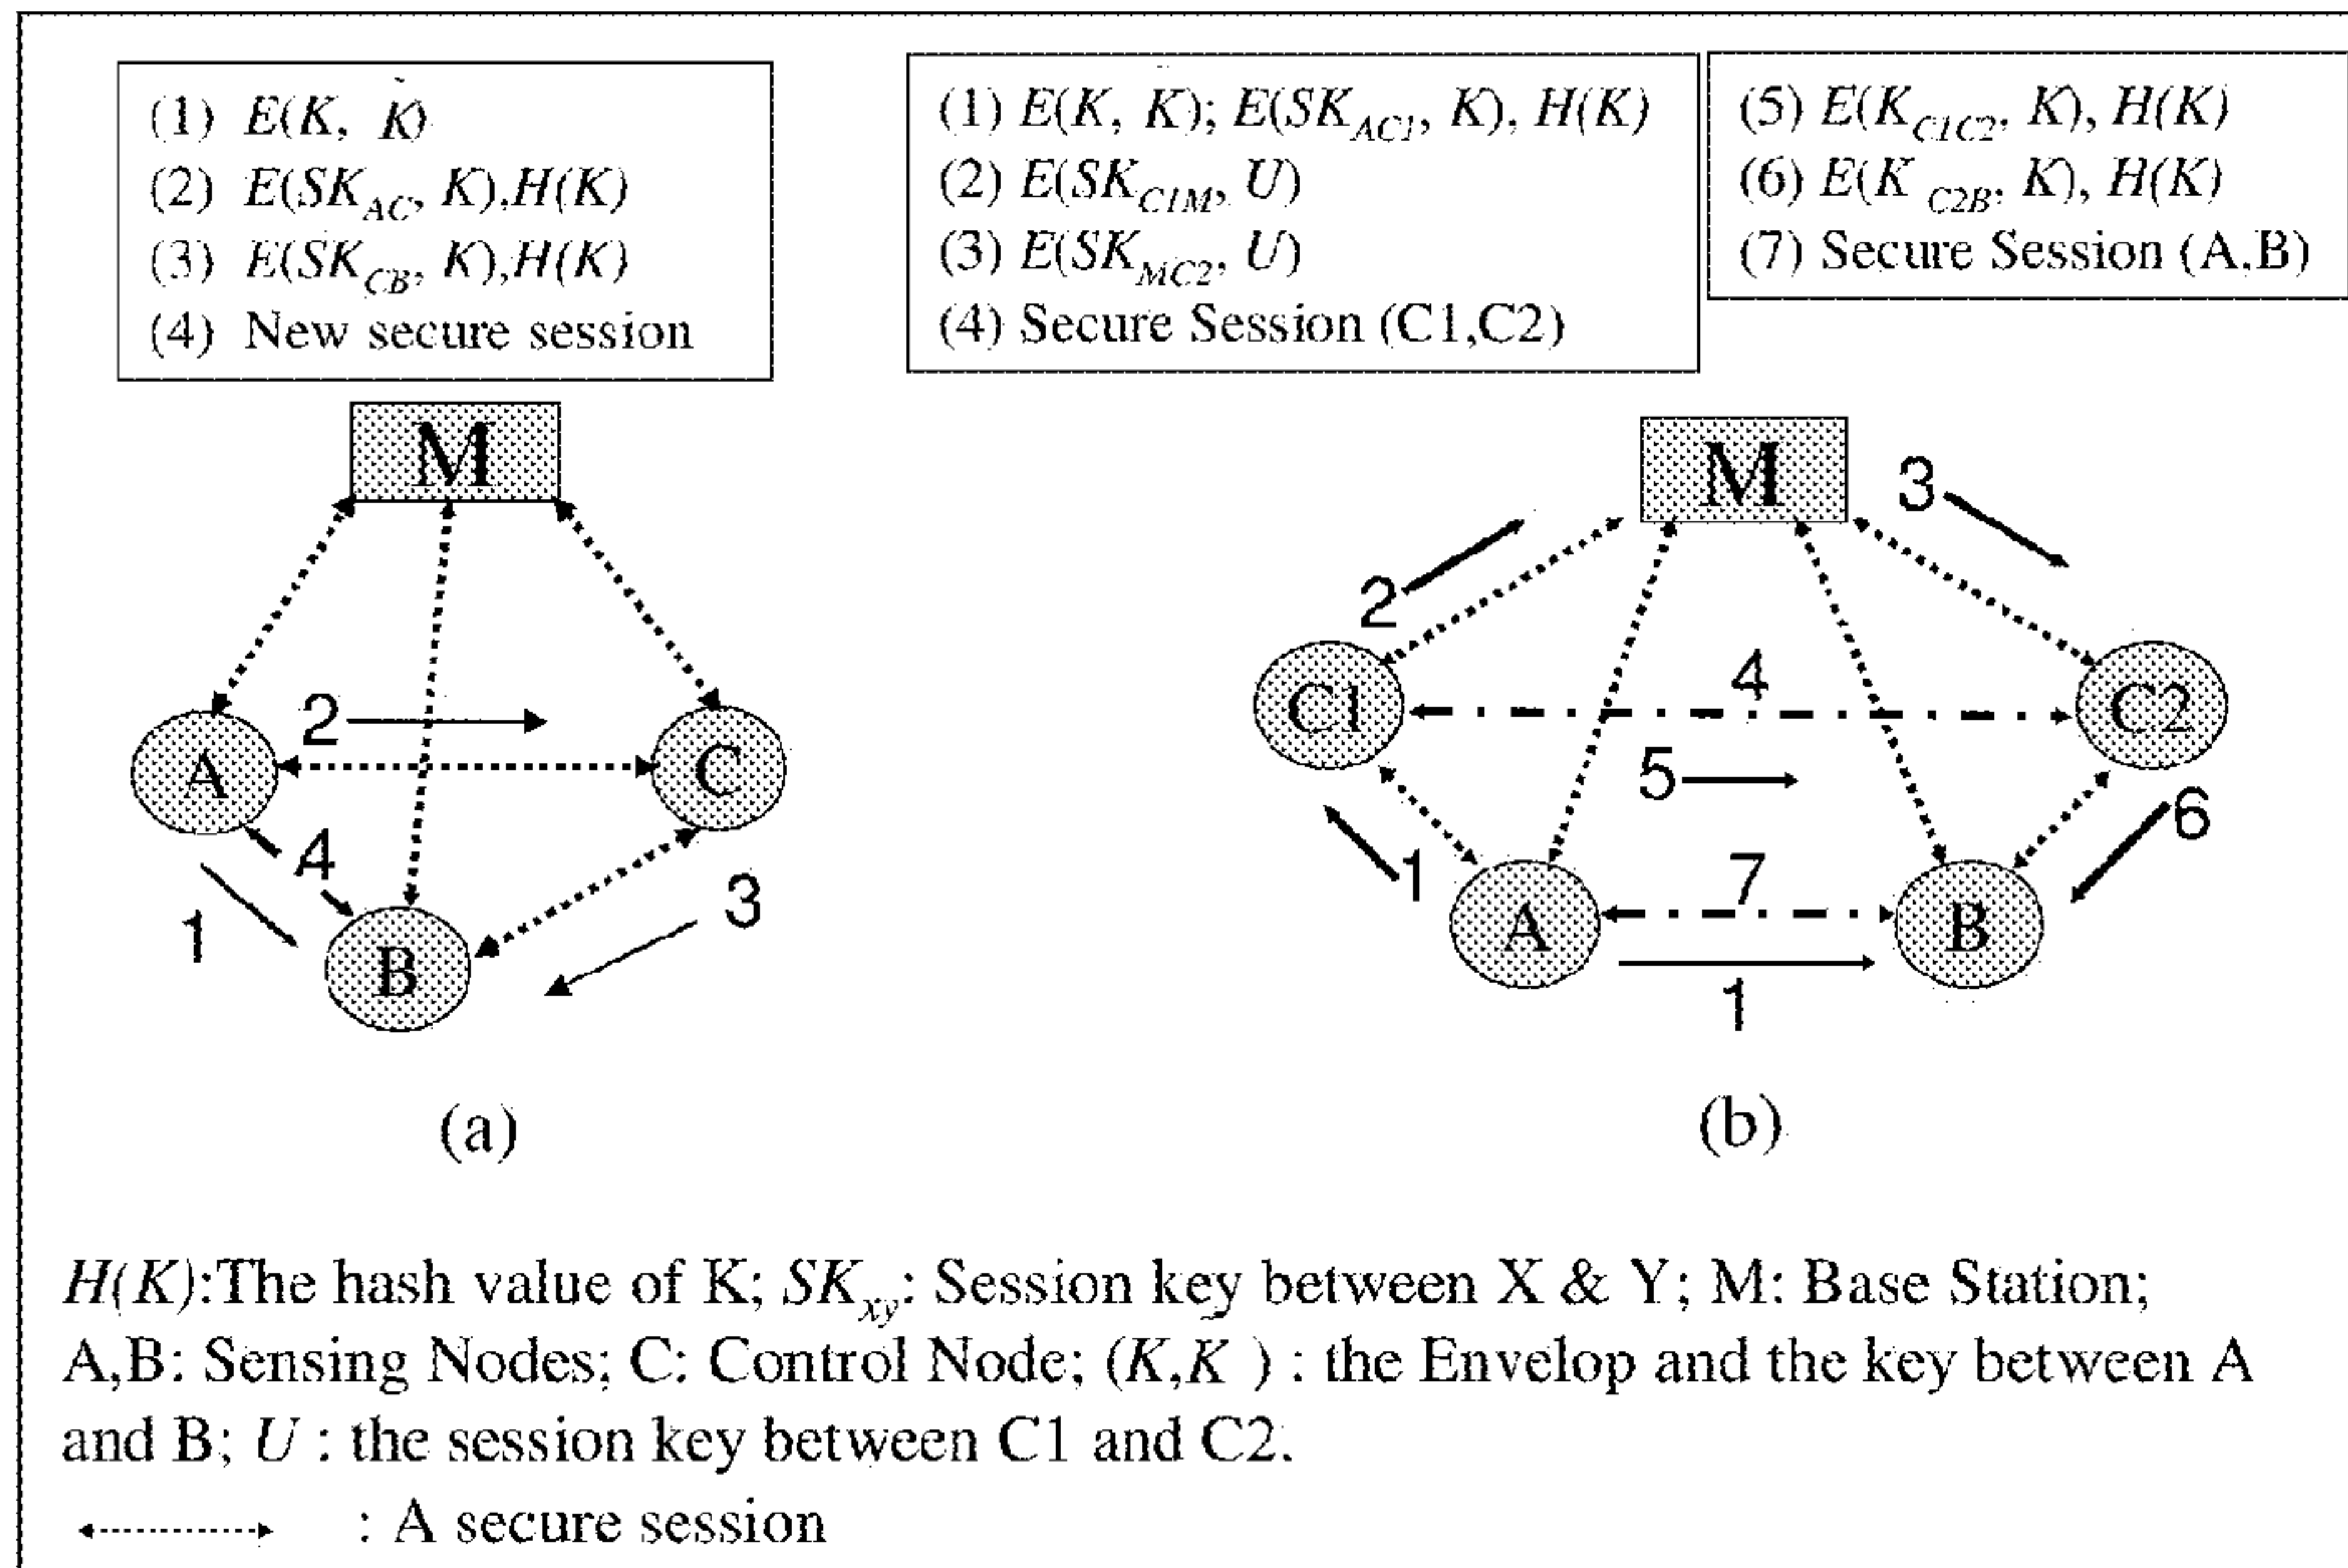 (1) E(K, K̃)
(2) E(SK_AC, K),H(K)
(3) E(SK_CB, K),H(K)
(4) New secure session
(1) E(K, K̃); E(SK_AC1, K), H(K)
(2) E(SK_C1M, U)
(3) E(SK_MC2, U)
(4) Secure Session (C1,C2)
(5) E(K_C1C2, K), H(K)
(6) E(K_C2B, K), H(K)
(7) Secure Session (A,B)
M
2
A
C
4
1
3
B
(a)
M
3
2
C1
4
C2
5
6
1
7
A
B
1
(b)
H(K):The hash value of K; SK_xy: Session key between X & Y; M: Base Station;
A,B: Sensing Nodes; C: Control Node; (K,K̃ ) : the Envelop and the key between A
and B; U : the session key between C1 and C2.
: A secure session